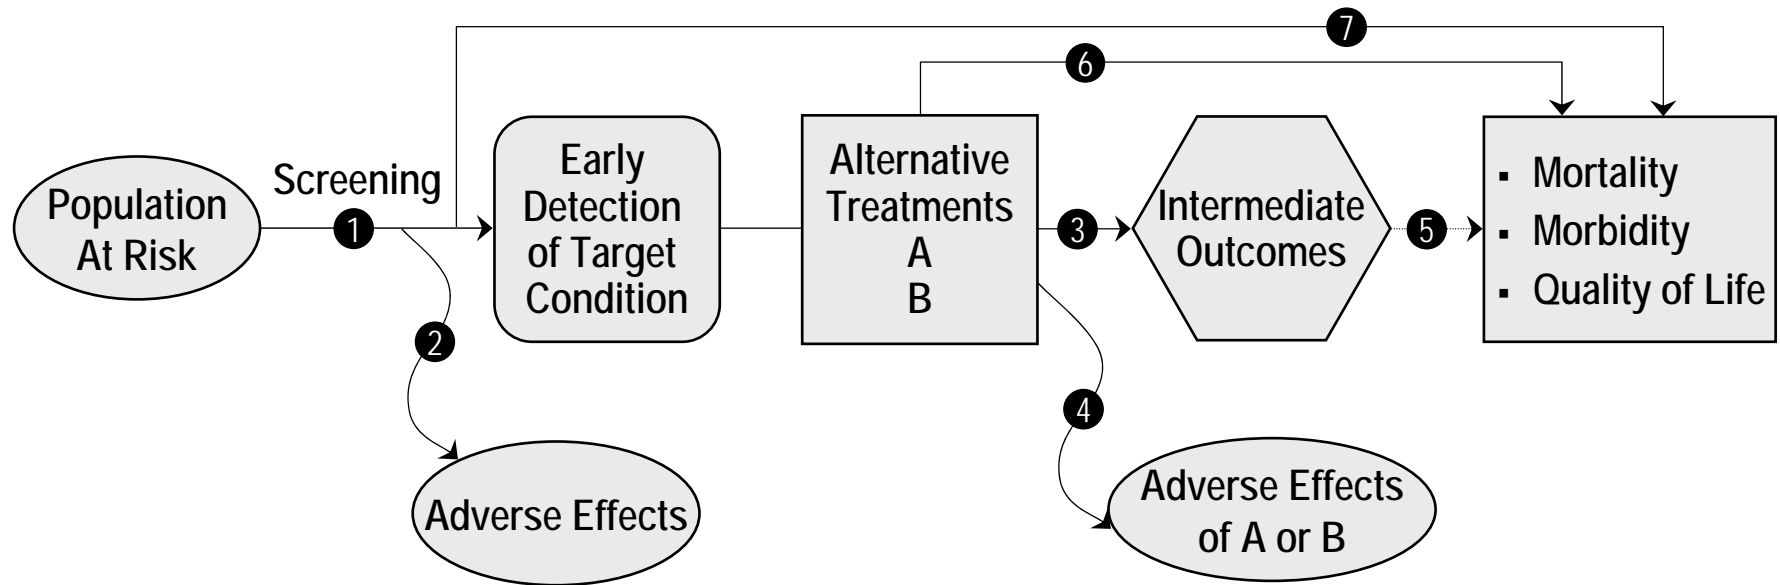 7
6
Screening
Population
At Risk
1
2
Adverse Effects
Early
Detection
of Target
Condition
Alternative
Treatments
A
B
3
4
Adverse Effects
of A or B
Intermediate
Outcomes
5
▪ Mortality
▪ Morbidity
▪ Quality of Life